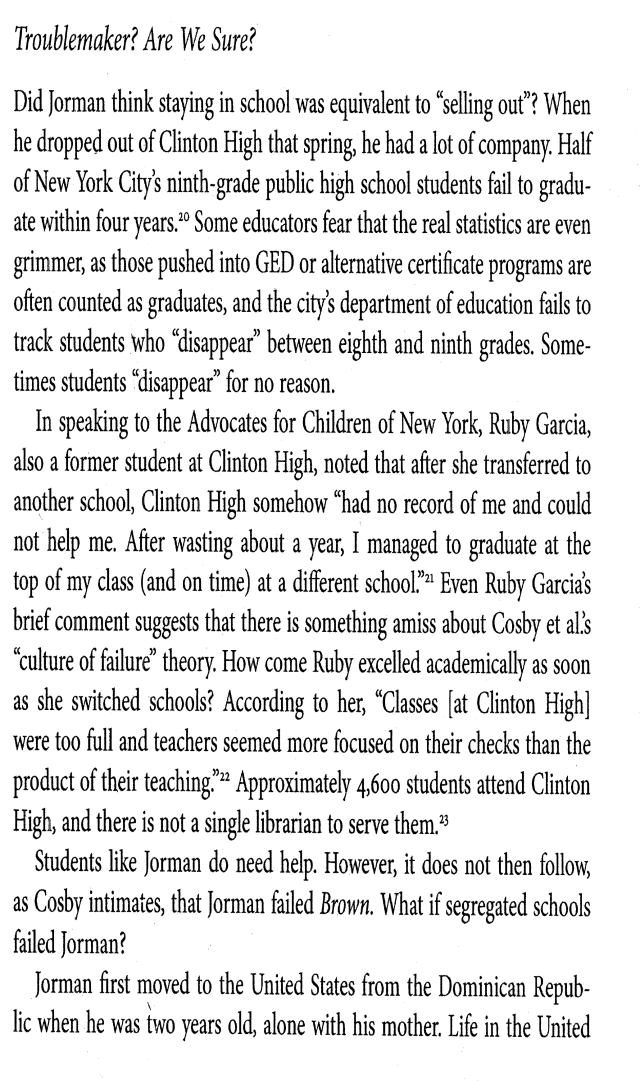 Troublemaker? Are We Sure?
Did Jorman think staying in school was equivalent to “selling out”? When
he dropped out of Clinton High that spring, he had a lot of company. Half
of New York City’s ninth-grade public high school students fail to gradu-
ate within four years.²⁰ Some educators fear that the real statistics are even
grimmer, as those pushed into GED or alternative certificate programs are
often counted as graduates, and the city’s department of education fails to
track students who “disappear” between eighth and ninth grades. Some-
times students “disappear” for no reason.
In speaking to the Advocates for Children of New York, Ruby Garcia,
also a former student at Clinton High, noted that after she transferred to
another school, Clinton High somehow “had no record of me and could
not help me. After wasting about a year, I managed to graduate at the
top of my class (and on time) at a different school.”²¹ Even Ruby Garcia’s
brief comment suggests that there is something amiss about Cosby et al.’s
“culture of failure” theory. How come Ruby excelled academically as soon
as she switched schools? According to her, “Classes [at Clinton High]
were too full and teachers seemed more focused on their checks than the
product of their teaching.”²² Approximately 4,600 students attend Clinton
High, and there is not a single librarian to serve them.²³
Students like Jorman do need help. However, it does not then follow,
as Cosby intimates, that Jorman failed Brown. What if segregated schools
failed Jorman?
Jorman first moved to the United States from the Dominican Repub-
lic when he was two years old, alone with his mother. Life in the United